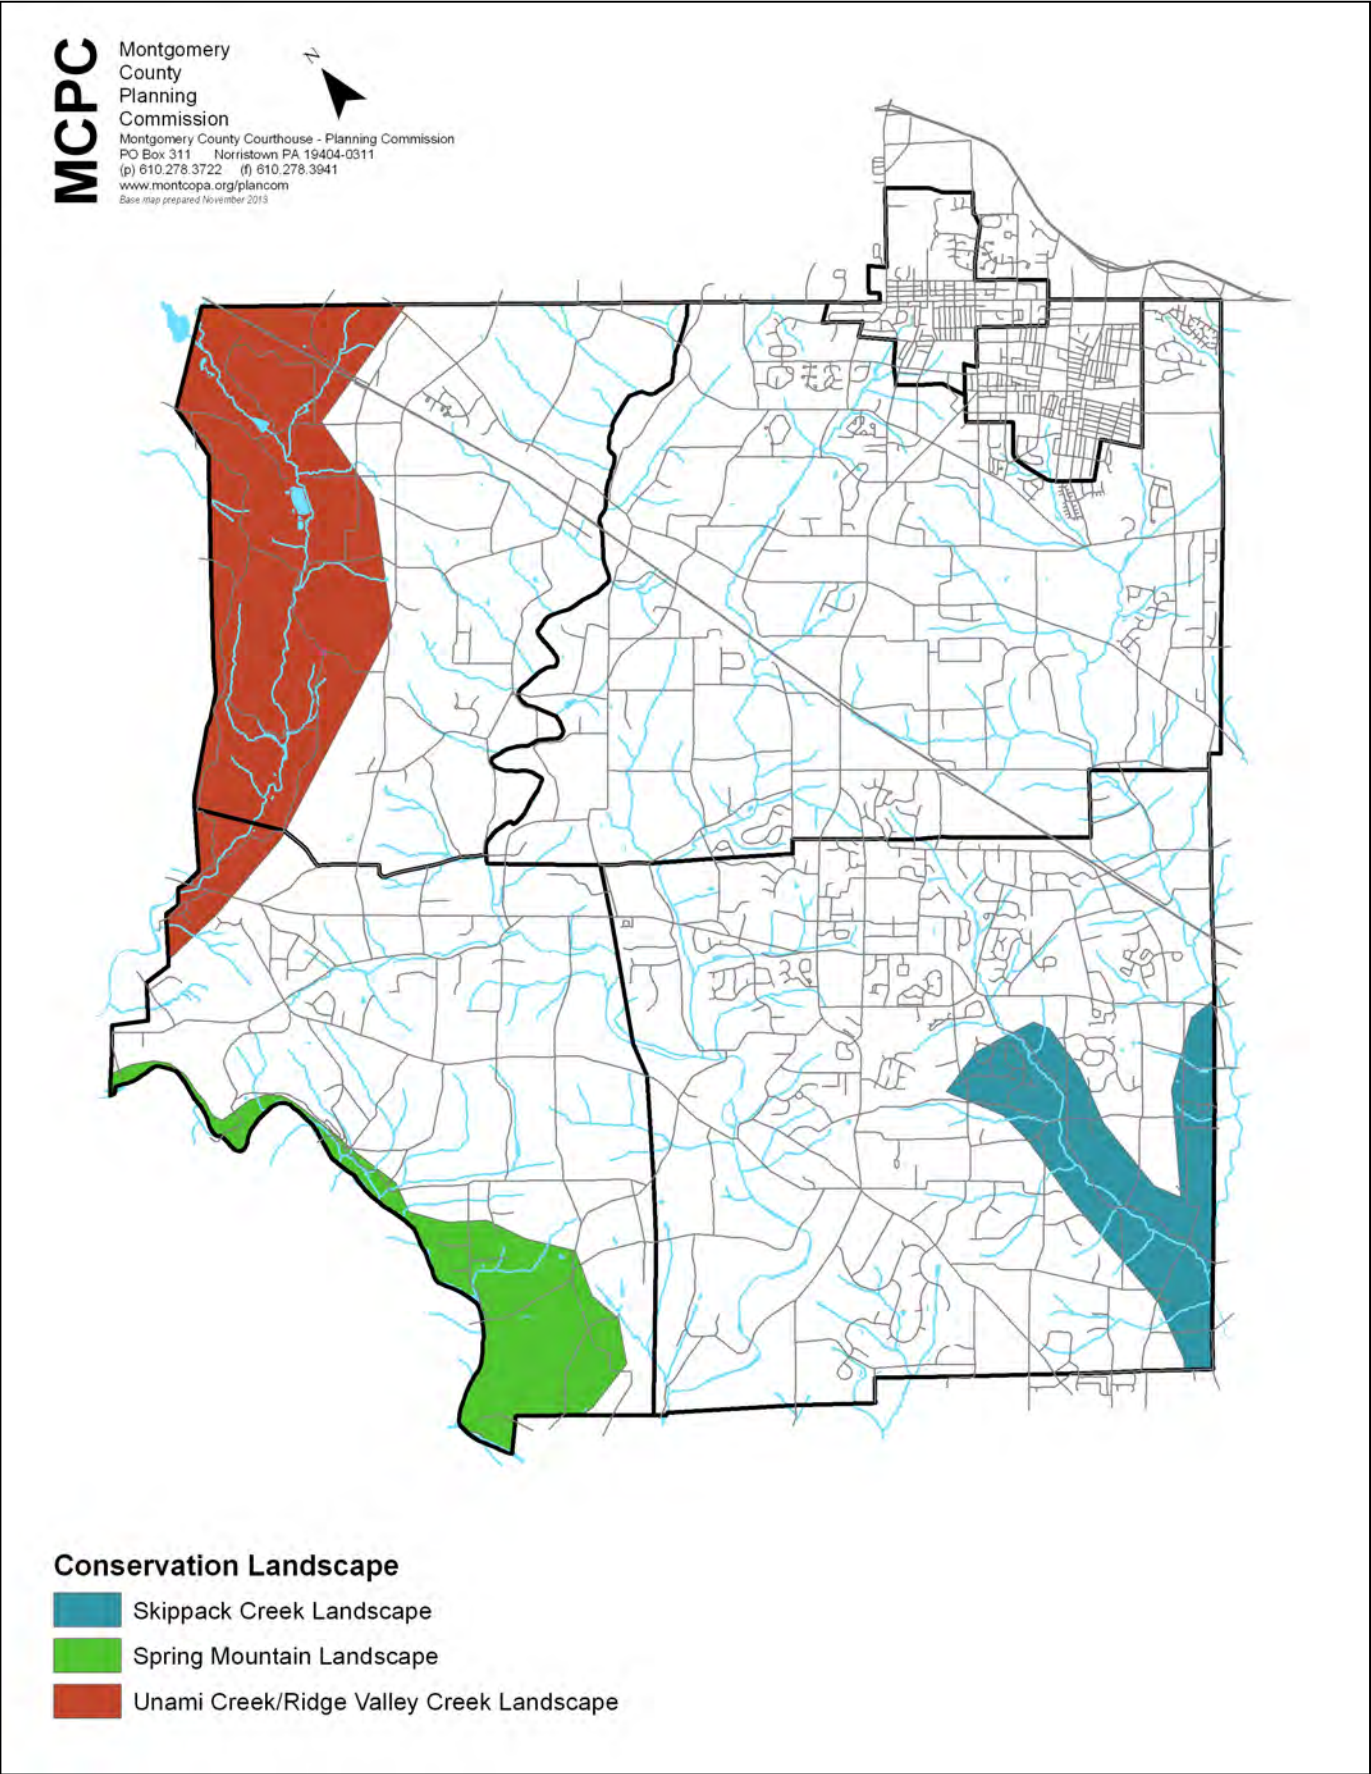 MCPC
Montgomery
County
Planning
Commission
Montgomery County Courthouse - Planning Commission
PO Box 311 Norristown PA 19404-0311
(p) 610.278.3722 (f) 610.278.3941
www.montcopa.org/plancom
Base map prepared November 2013
N
Conservation Landscape
Skippack Creek Landscape
Spring Mountain Landscape
Unami Creek/Ridge Valley Creek Landscape